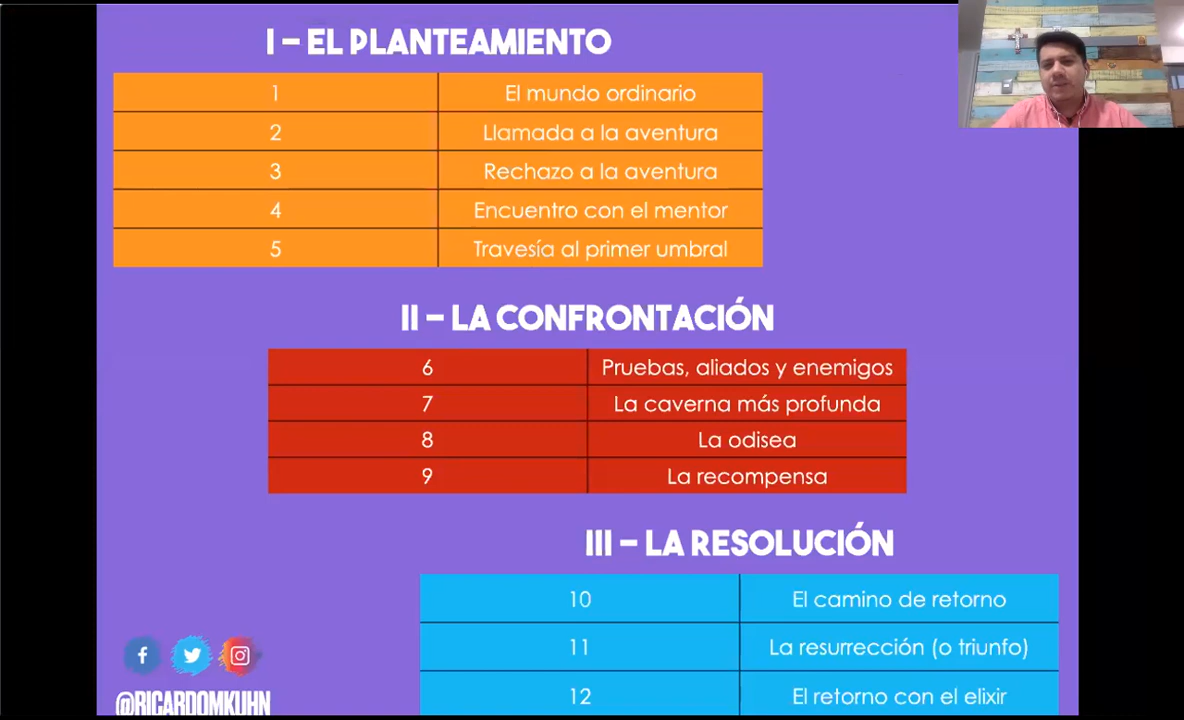 I – EL PLANTEAMIENTO
1 El mundo ordinario
2 Llamada a la aventura
3 Rechazo a la aventura
4 Encuentro con el mentor
5 Travesía al primer umbral
II – LA CONFRONTACIÓN
6 Pruebas, aliados y enemigos
7 La caverna más profunda
8 La odisea
9 La recompensa
III – LA RESOLUCIÓN
10 El camino de retorno
11 La resurrección (o triunfo)
12 El retorno con el elixir
@RICARDOMKUHN